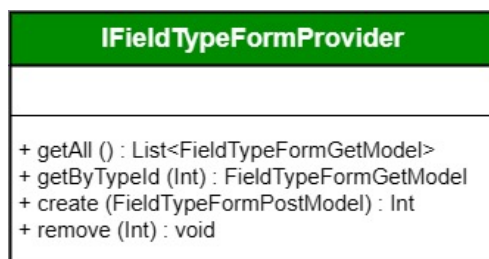 IFieldTypeFormProvider
+ getAll () : List<FieldTypeFormGetModel>
+ getByTypeId (Int) : FieldTypeFormGetModel
+ create (FieldTypeFormPostModel) : Int
+ remove (Int) : void